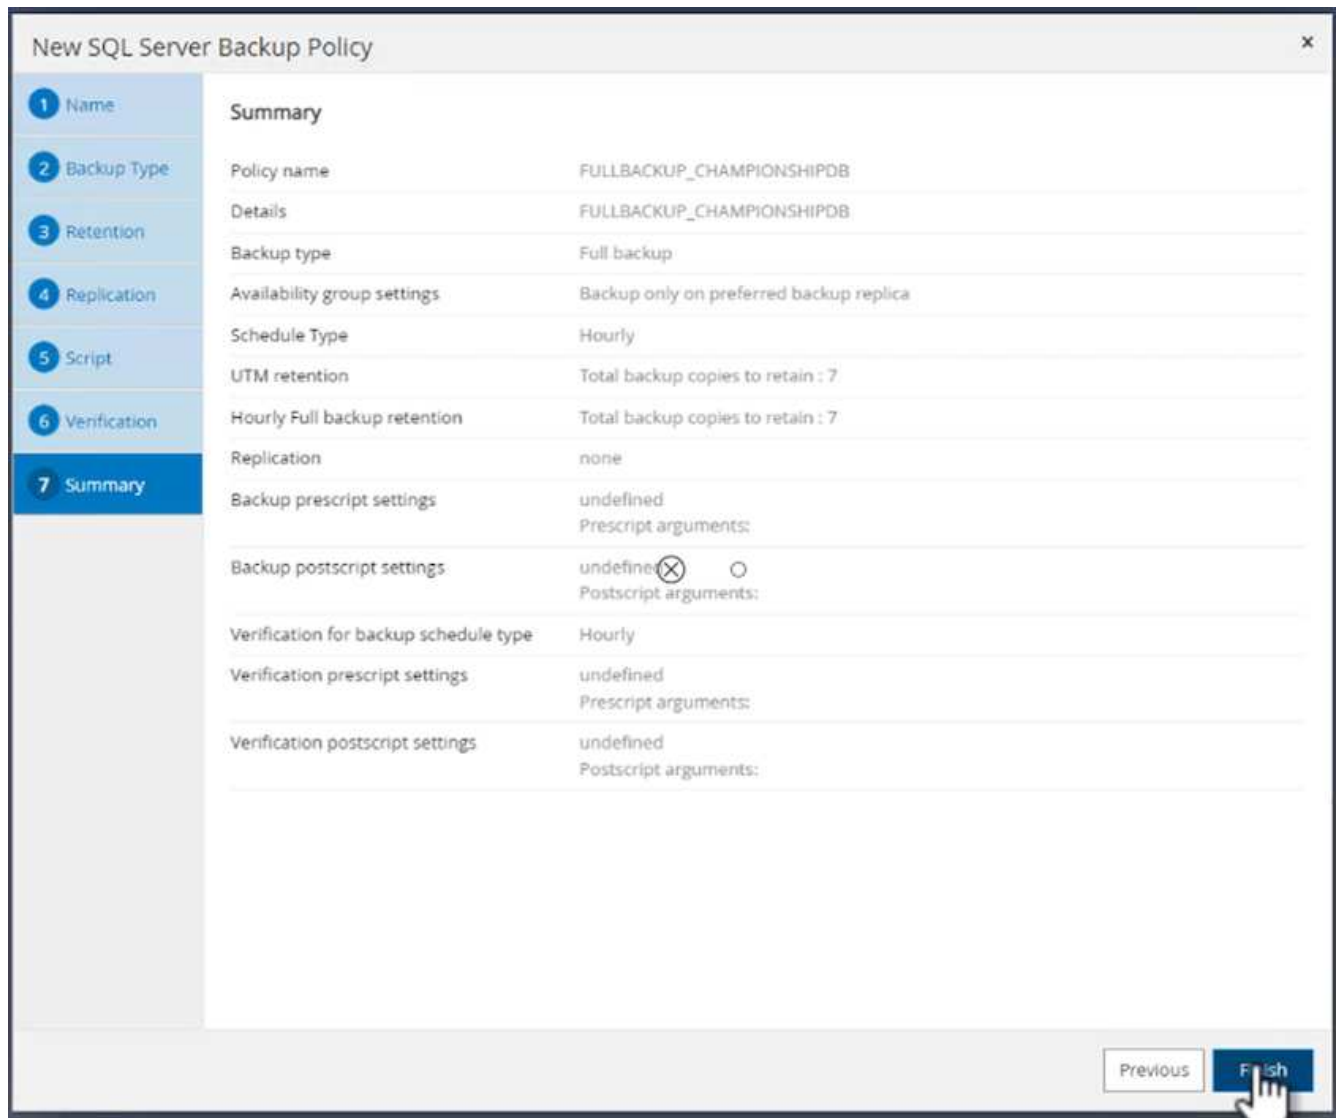 New SQL Server Backup Policy ×
1 Name
2 Backup Type
3 Retention
4 Replication
5 Script
6 Verification
7 Summary
Summary
Policy name FULLBACKUP_CHAMPIONSHIPDB
Details FULLBACKUP_CHAMPIONSHIPDB
Backup type Full backup
Availability group settings Backup only on preferred backup replica
Schedule Type Hourly
UTM retention Total backup copies to retain : 7
Hourly Full backup retention Total backup copies to retain : 7
Replication none
Backup prescript settings undefined
Prescript arguments:
Backup postscript settings undefined
Postscript arguments:
Verification for backup schedule type Hourly
Verification prescript settings undefined
Prescript arguments:
Verification postscript settings undefined
Postscript arguments:
Previous Finish